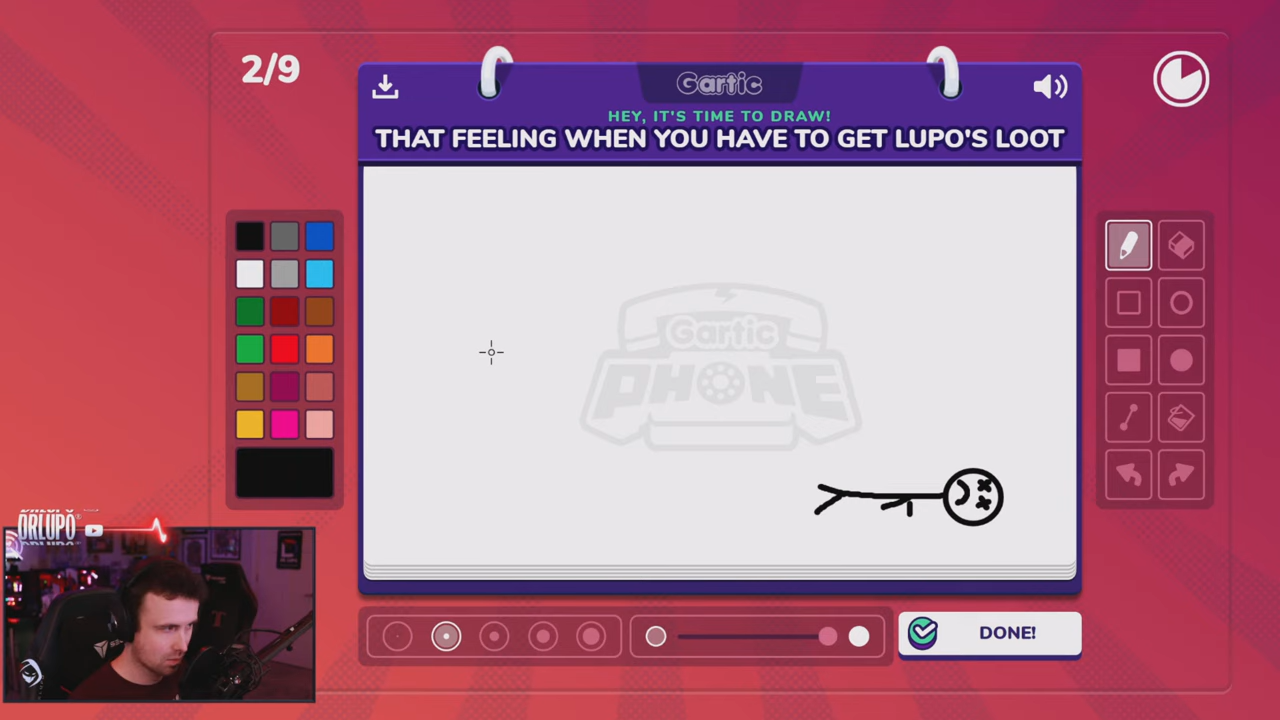 2/9
Gartic
HEY, IT'S TIME TO DRAW!
THAT FEELING WHEN YOU HAVE TO GET LUPO'S LOOT
Gartic
PHONE
DRLUPO
DONE!